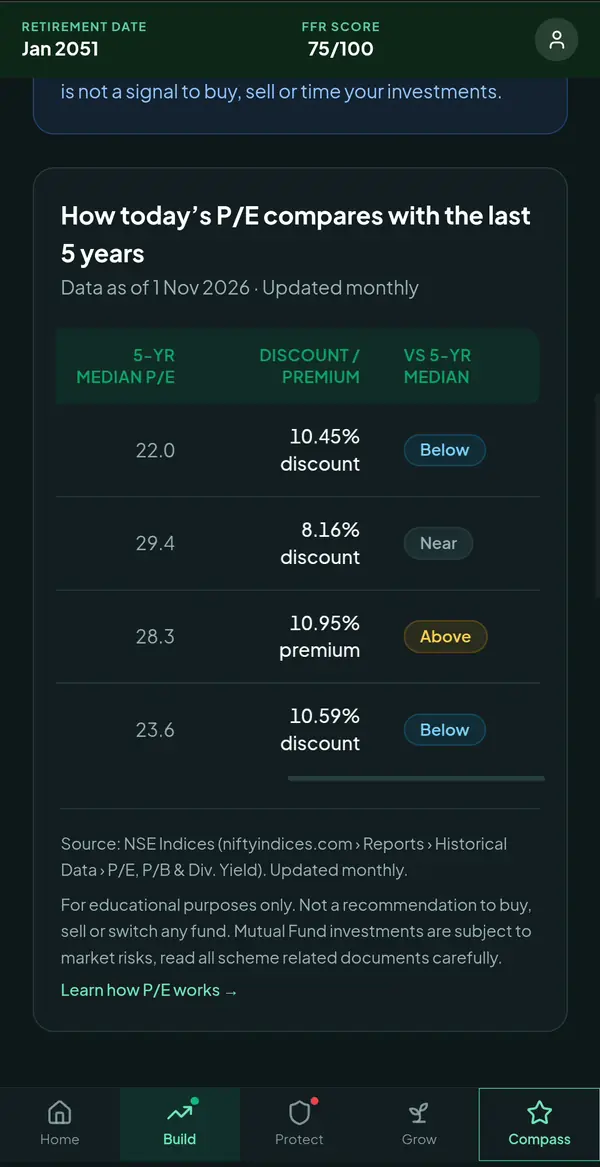 RETIREMENT DATE
Jan 2051
FFR SCORE
75/100
is not a signal to buy, sell or time your investments.
How today’s P/E compares with the last
5 years
Data as of 1 Nov 2026 · Updated monthly
5-YR
MEDIAN P/E
DISCOUNT /
PREMIUM
VS 5-YR
MEDIAN
22.0
10.45%
discount
Below
29.4
8.16%
discount
Near
28.3
10.95%
premium
Above
23.6
10.59%
discount
Below
Source: NSE Indices (niftyindices.com › Reports › Historical
Data › P/E, P/B & Div. Yield). Updated monthly.
For educational purposes only. Not a recommendation to buy,
sell or switch any fund. Mutual Fund investments are subject to
market risks, read all scheme related documents carefully.
Learn how P/E works →
Home
Build
Protect
Grow
Compass